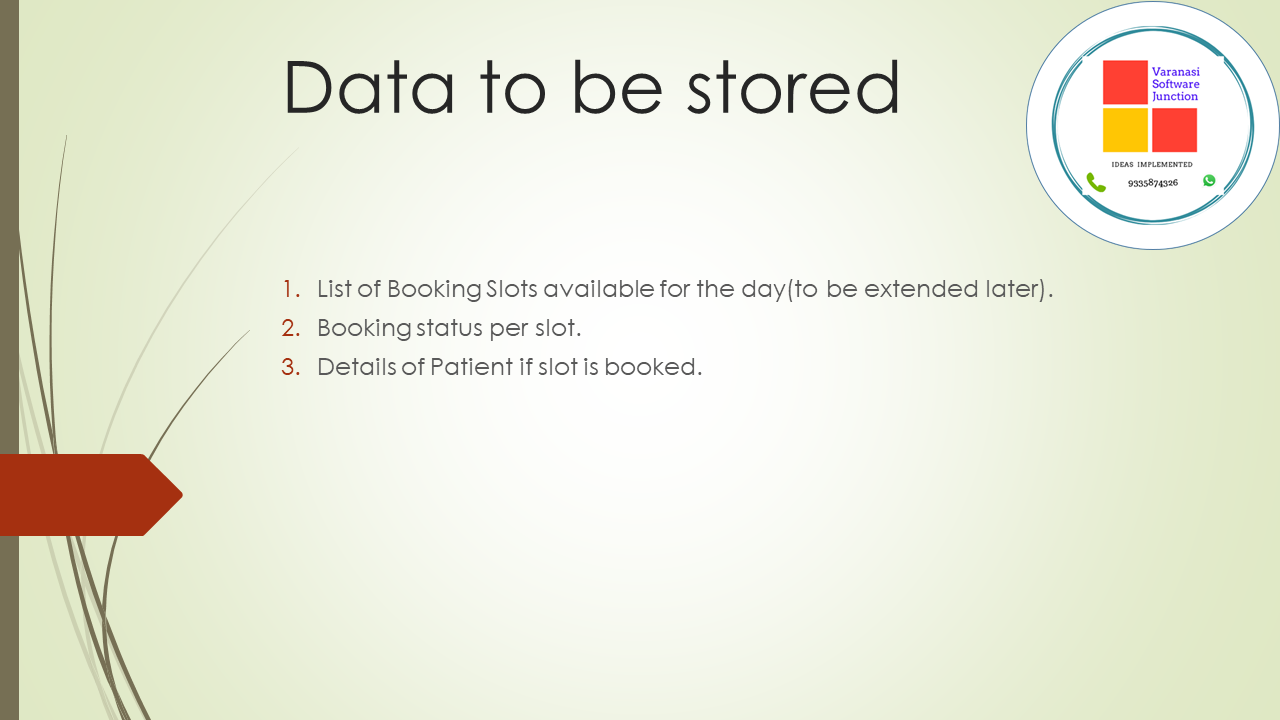 Data to be stored
Varanasi
Software
Junction
IDEAS IMPLEMENTED
9335874326
1. List of Booking Slots available for the day(to be extended later).
2. Booking status per slot.
3. Details of Patient if slot is booked.